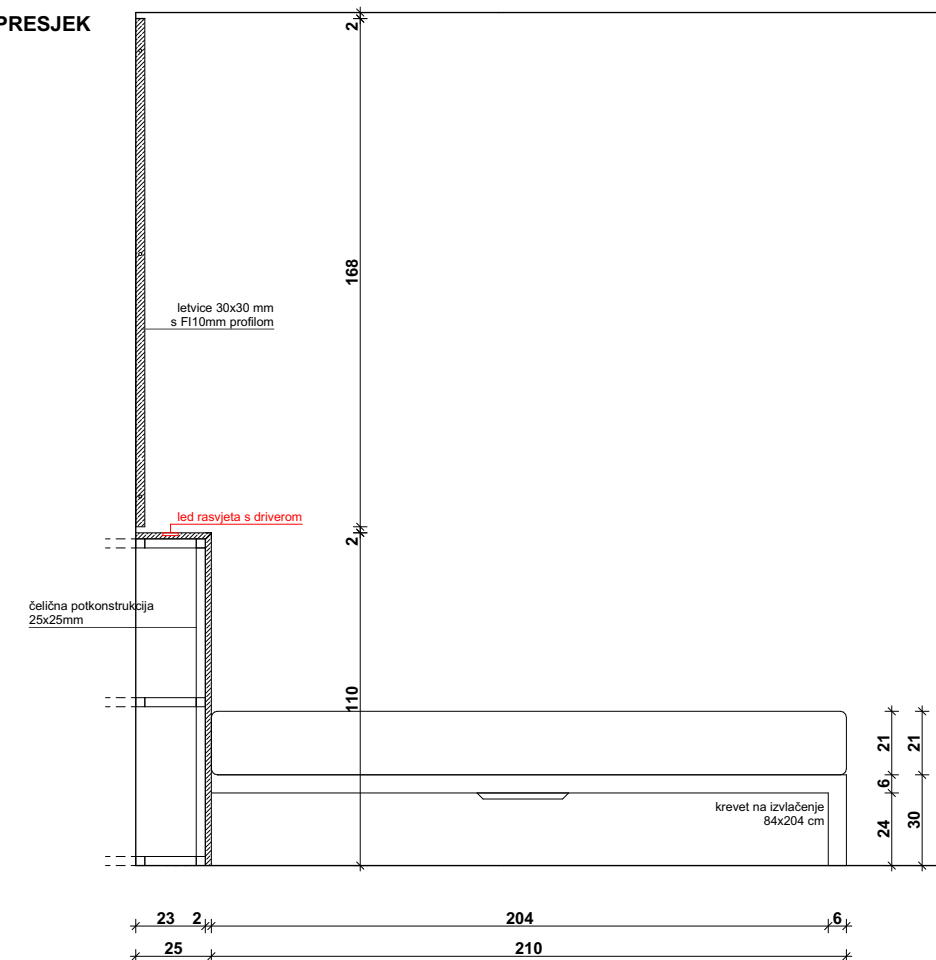 PRESJEK
2
168
letvice 30x30 mm
s FI10mm profilom
led rasvjeta s driverom
2
čelična potkonstrukcija
25x25mm
110
21
21
6
krevet na izvlačenje
84x204 cm
24
30
23 2 204 6
25 210